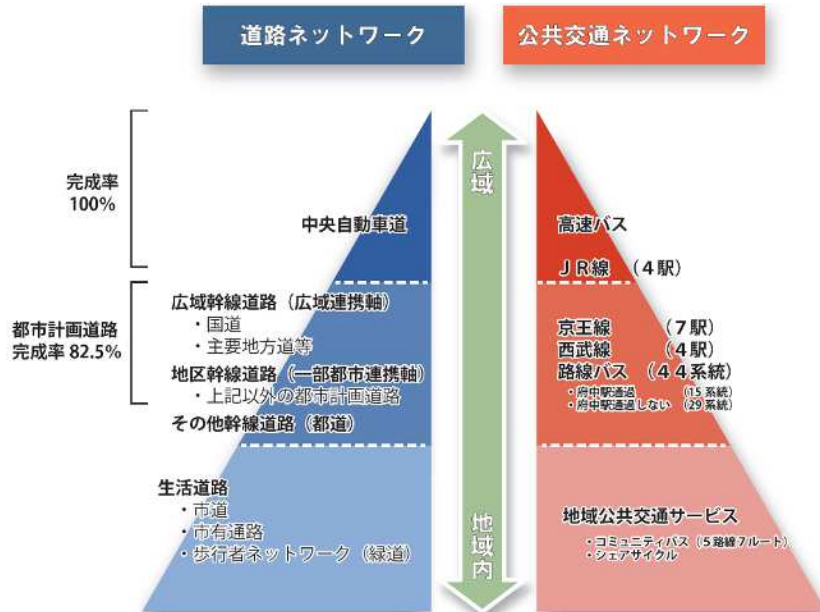 道路ネットワーク
公共交通ネットワーク
完成率
100%
中央自動車道
都市計画道路
完成率 82.5%
広域幹線道路（広域連携軸）
・国道
・主要地方道等
地区幹線道路（一部都市連携軸）
・上記以外の都市計画道路
その他幹線道路（都道）
生活道路
・市道
・市有通路
・歩行者ネットワーク（緑道）
広域
地域内
高速バス
ＪＲ線　（４駅）
京王線　（７駅）
西武線　（４駅）
路線バス　（４４系統）
・府中駅通過　（15系統）
・府中駅通過しない　（29系統）
地域公共交通サービス
・コミュニティバス（５路線７ルート）
・シェアサイクル